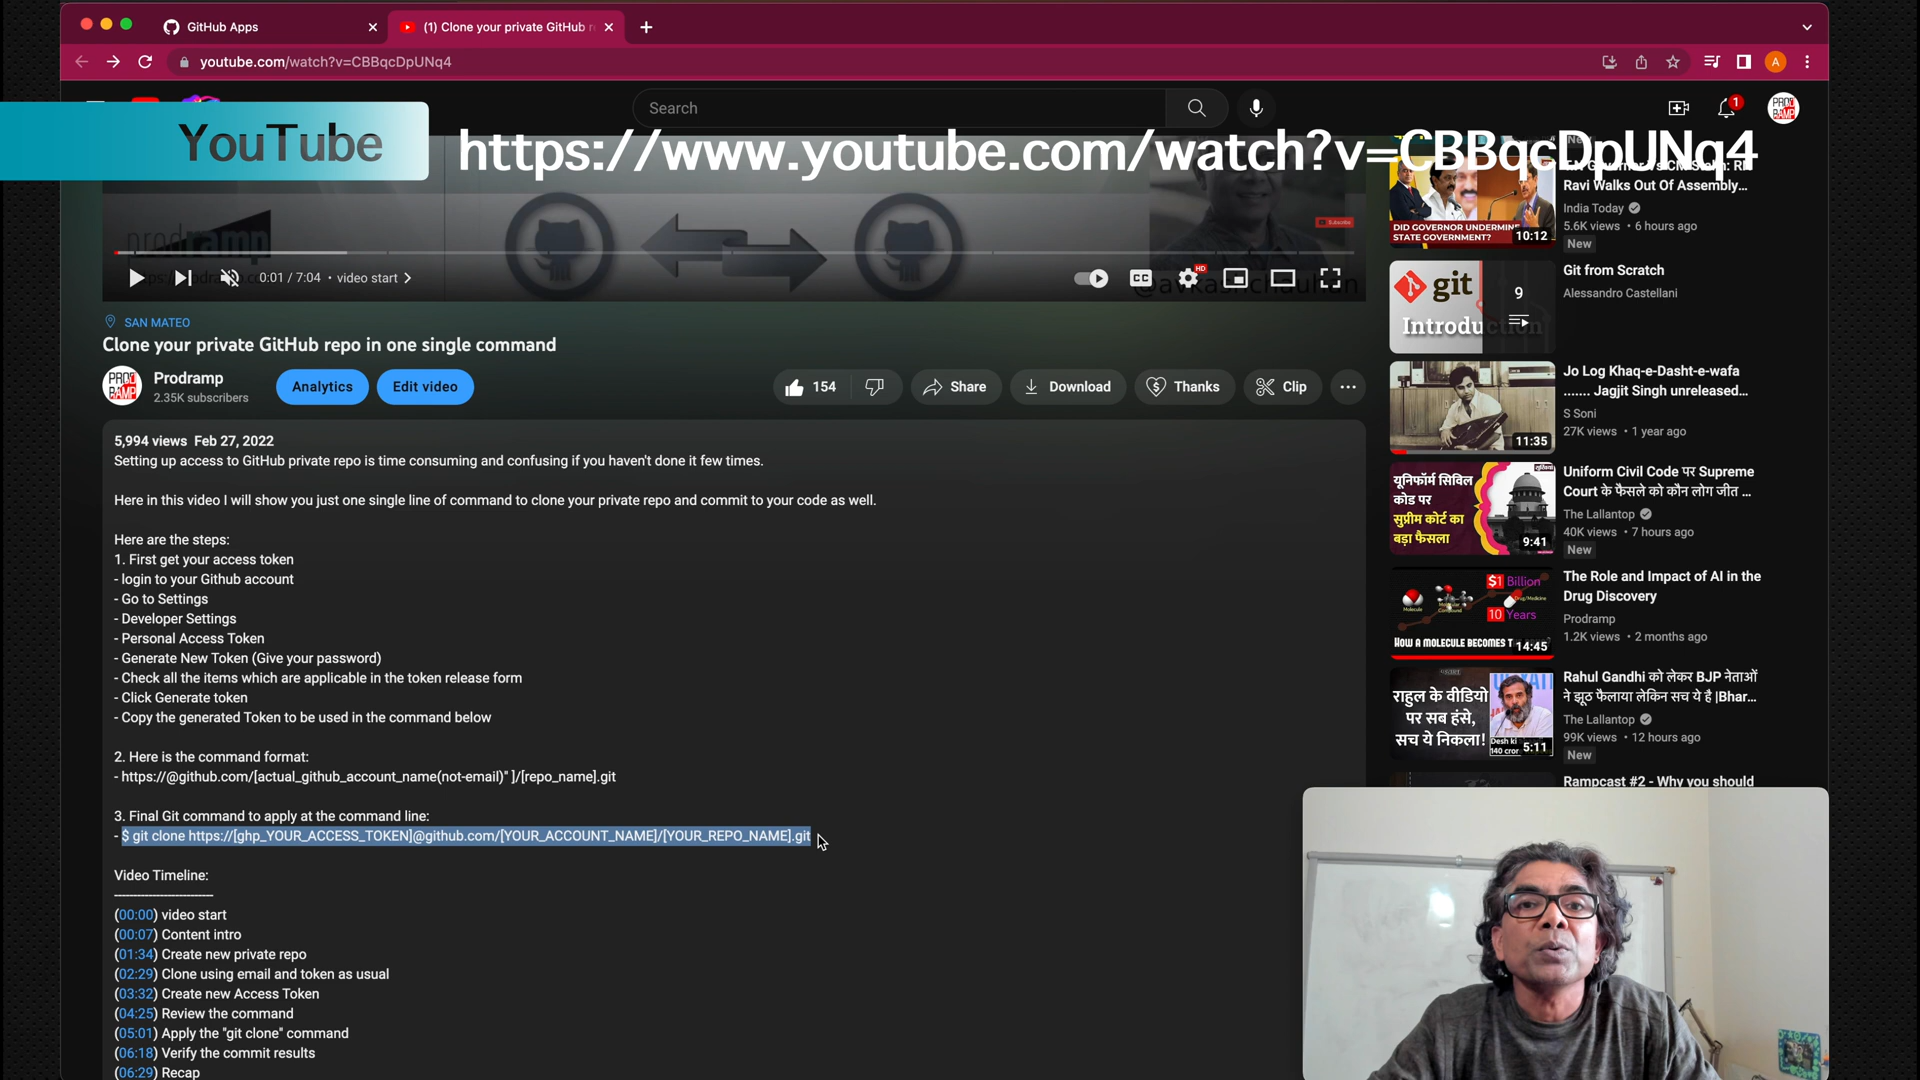 GitHub Apps
(1) Clone your private GitHub r
youtube.com/watch?v=CBBqcDpUNq4
A
Search
1
PROD
RAMP
YouTube
https://www.youtube.com/watch?v=CBBqcDpUNq4
prodramp
Subscribe
0:01 / 7:04 • video start
CC
HD
SAN MATEO
Clone your private GitHub repo in one single command
PROD
RAMP
Prodramp
2.35K subscribers
Analytics
Edit video
154
Share
Download
Thanks
Clip
5,994 views Feb 27, 2022
Setting up access to GitHub private repo is time consuming and confusing if you haven't done it few times.
Here in this video I will show you just one single line of command to clone your private repo and commit to your code as well.
Here are the steps:
1. First get your access token
- login to your Github account
- Go to Settings
- Developer Settings
- Personal Access Token
- Generate New Token (Give your password)
- Check all the items which are applicable in the token release form
- Click Generate token
- Copy the generated Token to be used in the command below
2. Here is the command format:
- https://@github.com/[actual_github_account_name(not-email)" ]/[repo_name].git
3. Final Git command to apply at the command line:
- $ git clone https://[ghp_YOUR_ACCESS_TOKEN]@github.com/[YOUR_ACCOUNT_NAME]/[YOUR_REPO_NAME].git
Video Timeline:
-------------------------
(00:00) video start
(00:07) Content intro
(01:34) Create new private repo
(02:29) Clone using email and token as usual
(03:32) Create new Access Token
(04:25) Review the command
(05:01) Apply the "git clone" command
(06:18) Verify the commit results
(06:29) Recap
DID GOVERNOR UNDERMINE
STATE GOVERNMENT?
10:12
Ravi Walks Out Of Assembly...
India Today
5.6K views • 6 hours ago
New
git
Introduction
9
Git from Scratch
Alessandro Castellani
11:35
Jo Log Khaq-e-Dasht-e-wafa
....... Jagjit Singh unreleased...
S Soni
27K views • 1 year ago
यूनिफॉर्म सिविल
कोड पर
सुप्रीम कोर्ट का
बड़ा फैसला
9:41
Uniform Civil Code पर Supreme
Court के फैसले को कौन लोग जीत ...
The Lallantop
40K views • 7 hours ago
New
$1 Billion
10 Years
HOW A MOLECULE BECOMES T
14:45
The Role and Impact of AI in the
Drug Discovery
Prodramp
1.2K views • 2 months ago
राहुल के वीडियो
पर सब हंसे,
सच ये निकला!
Desh ki
140 cror
5:11
Rahul Gandhi को लेकर BJP नेताओं
ने झूठ फैलाया लेकिन सच ये है |Bhar...
The Lallantop
99K views • 12 hours ago
New
Rampcast #2 - Why you should